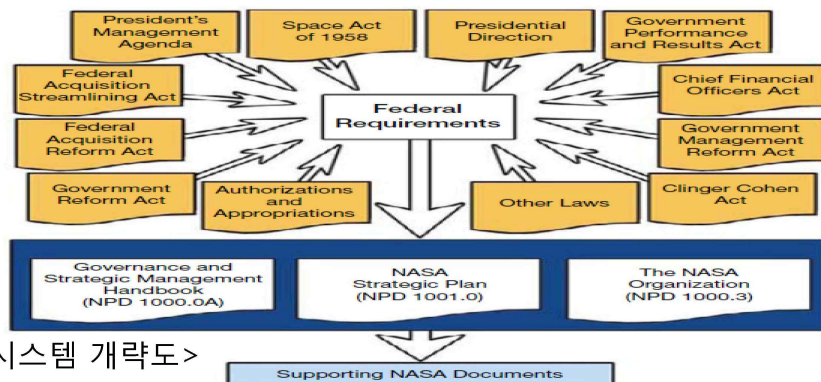 President's
Management
Agenda
Space Act
of 1958
Presidential
Direction
Government
Performance
and Results Act
Federal
Acquisition
Streamlining Act
Federal
Requirements
Chief Financial
Officers Act
Federal
Acquisition
Reform Act
Government
Management
Reform Act
Government
Reform Act
Authorizations
and
Appropriations
Other Laws
Clinger Cohen
Act
Governance and
Strategic Management
Handbook
(NPD 1000.0A)
NASA
Strategic Plan
(NPD 1001.0)
The NASA
Organization
(NPD 1000.3)
시스템 개략도>
Supporting NASA Documents